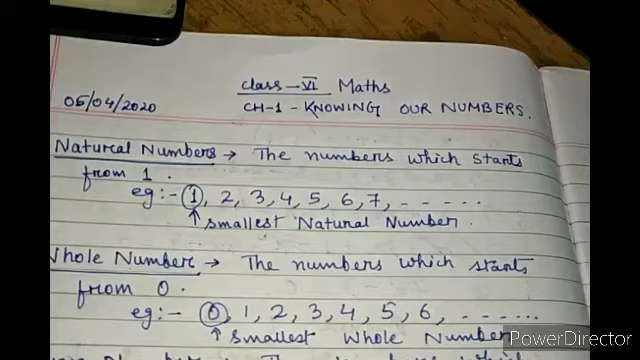 class - VI Maths
05/04/2020 CH-1 - KNOWING OUR NUMBERS.
Natural Numbers → The numbers which starts
from 1.
eg:- 1, 2, 3, 4, 5, 6, 7, - - - - -
↑ smallest Natural Number.
Whole Number → The numbers which starts
from 0.
eg:- 0, 1, 2, 3, 4, 5, 6, - - - - - -
↑ smallest Whole Number
PowerDirector